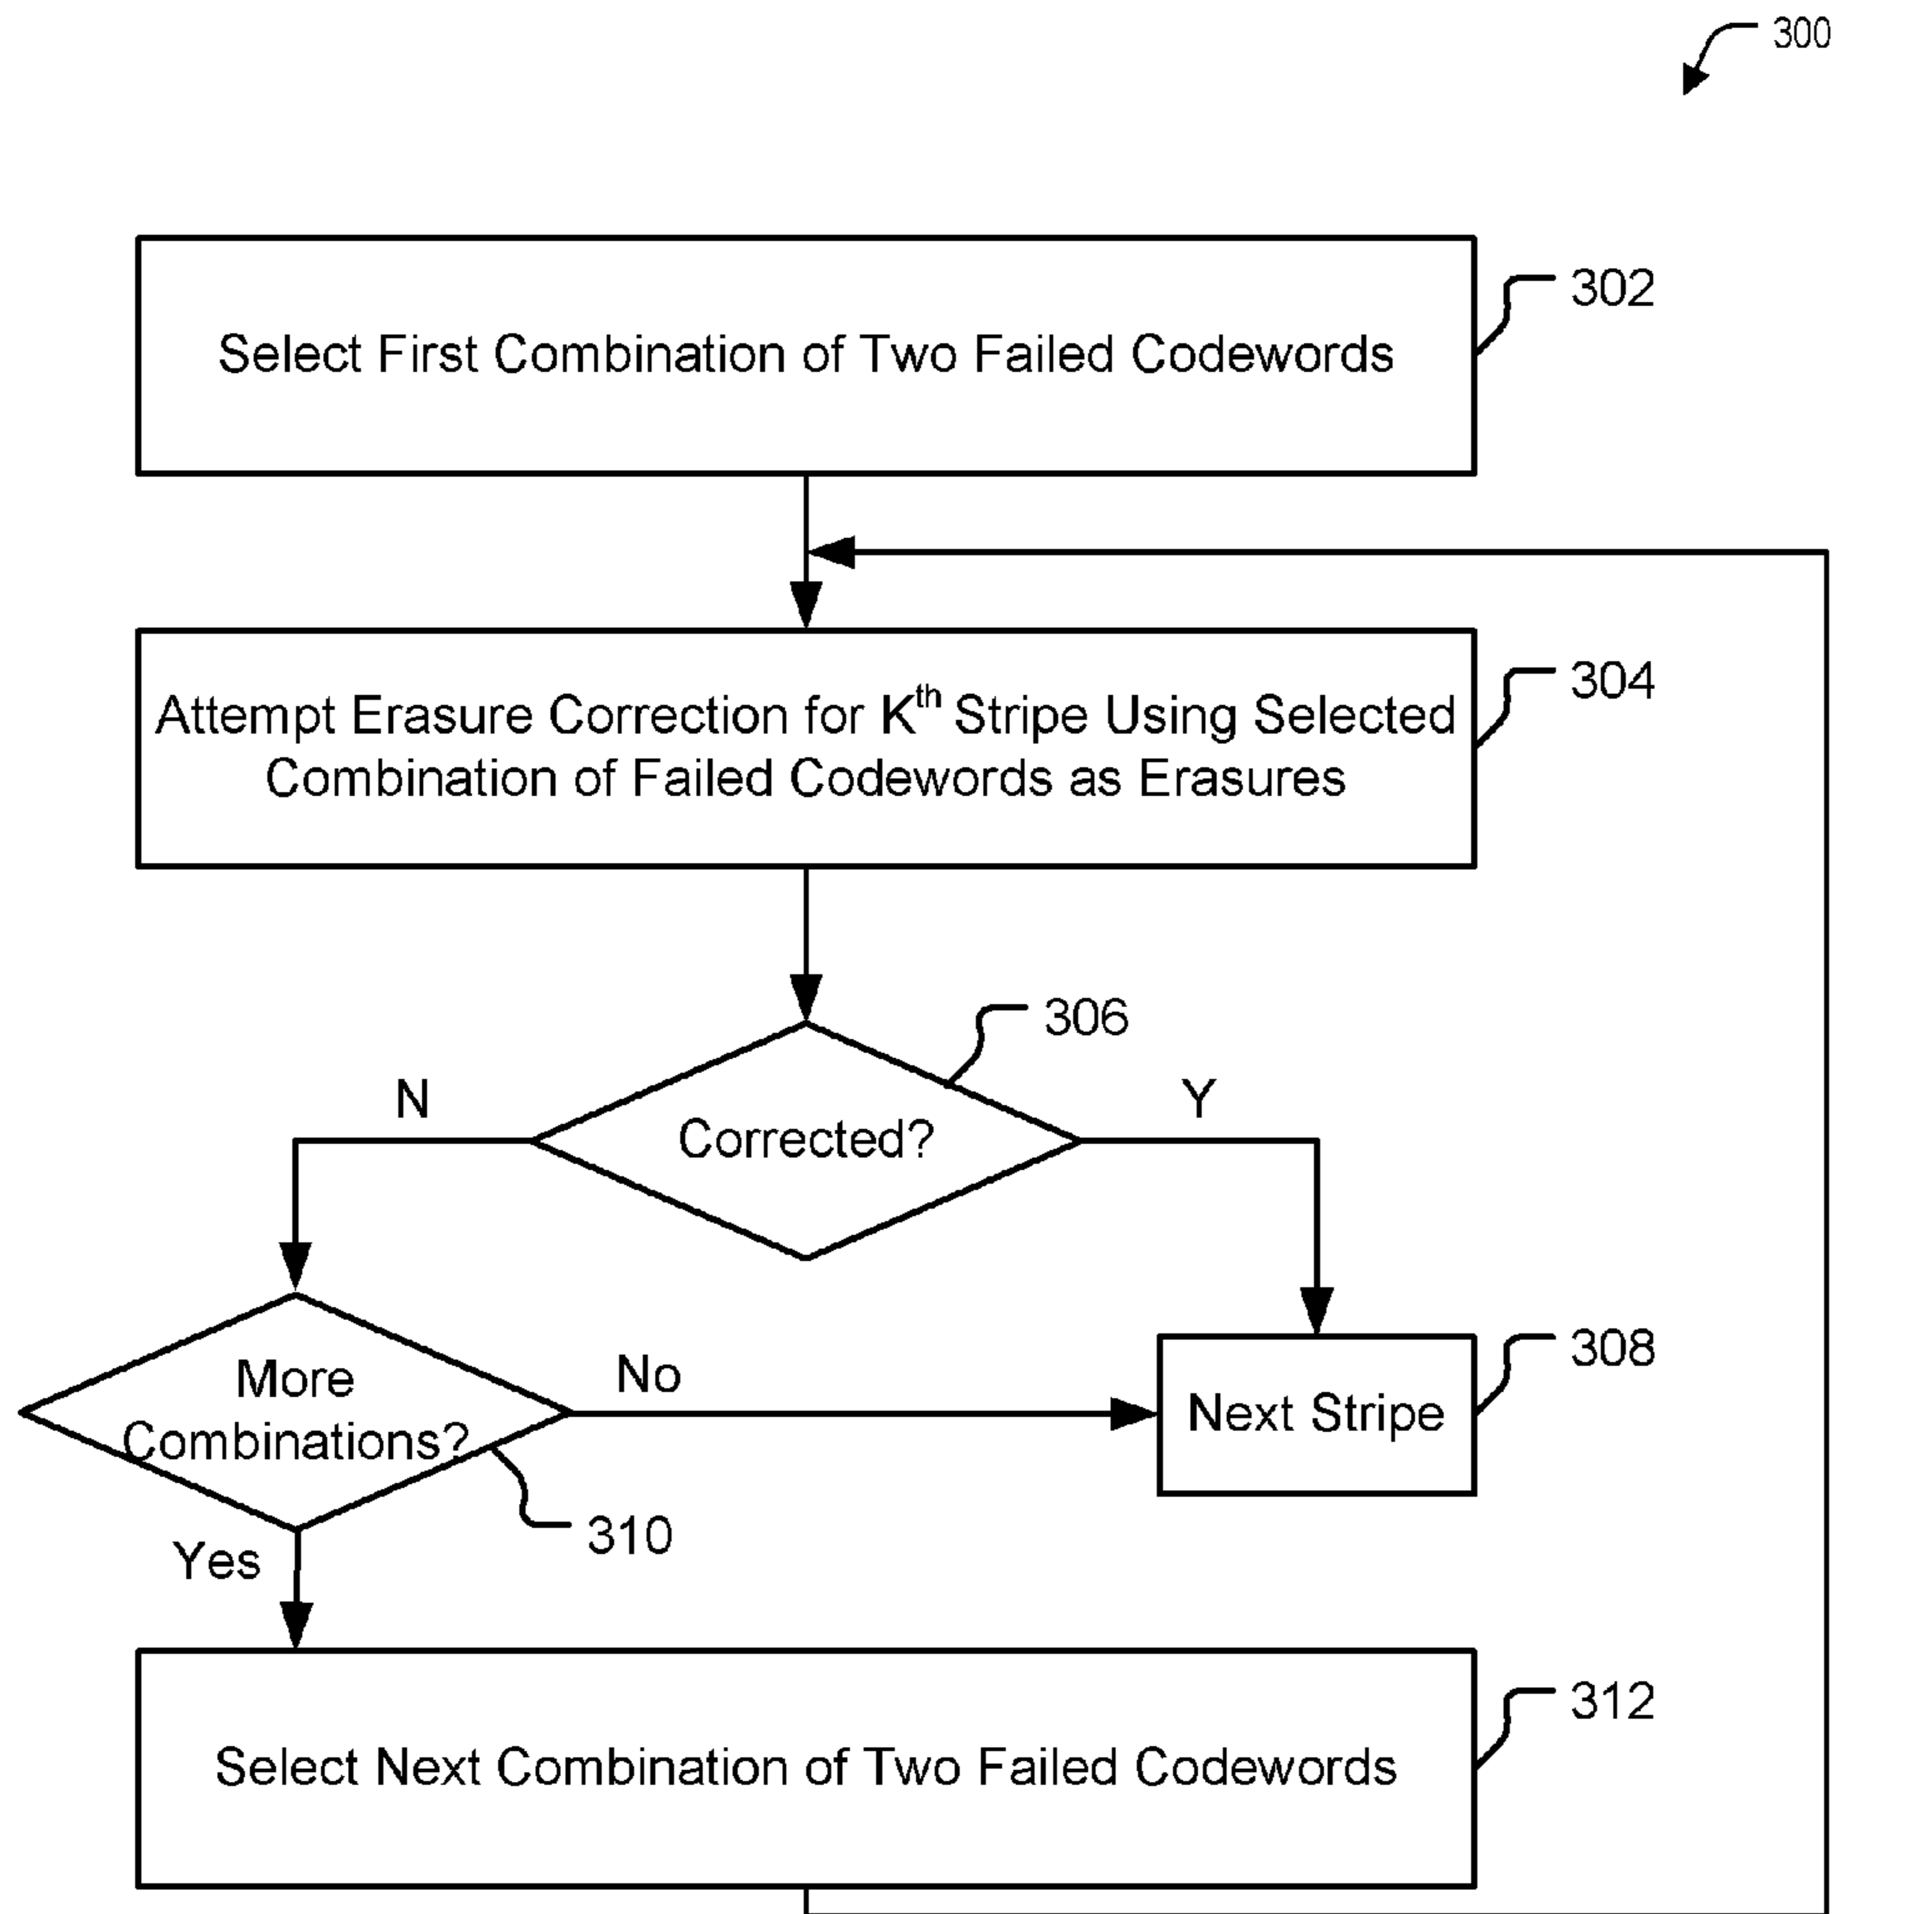 300
Select First Combination of Two Failed Codewords
302
Attempt Erasure Correction for Kth Stripe Using Selected
Combination of Failed Codewords as Erasures
304
306
N
Corrected?
Y
More
Combinations?
No
Next Stripe
308
310
Yes
Select Next Combination of Two Failed Codewords
312